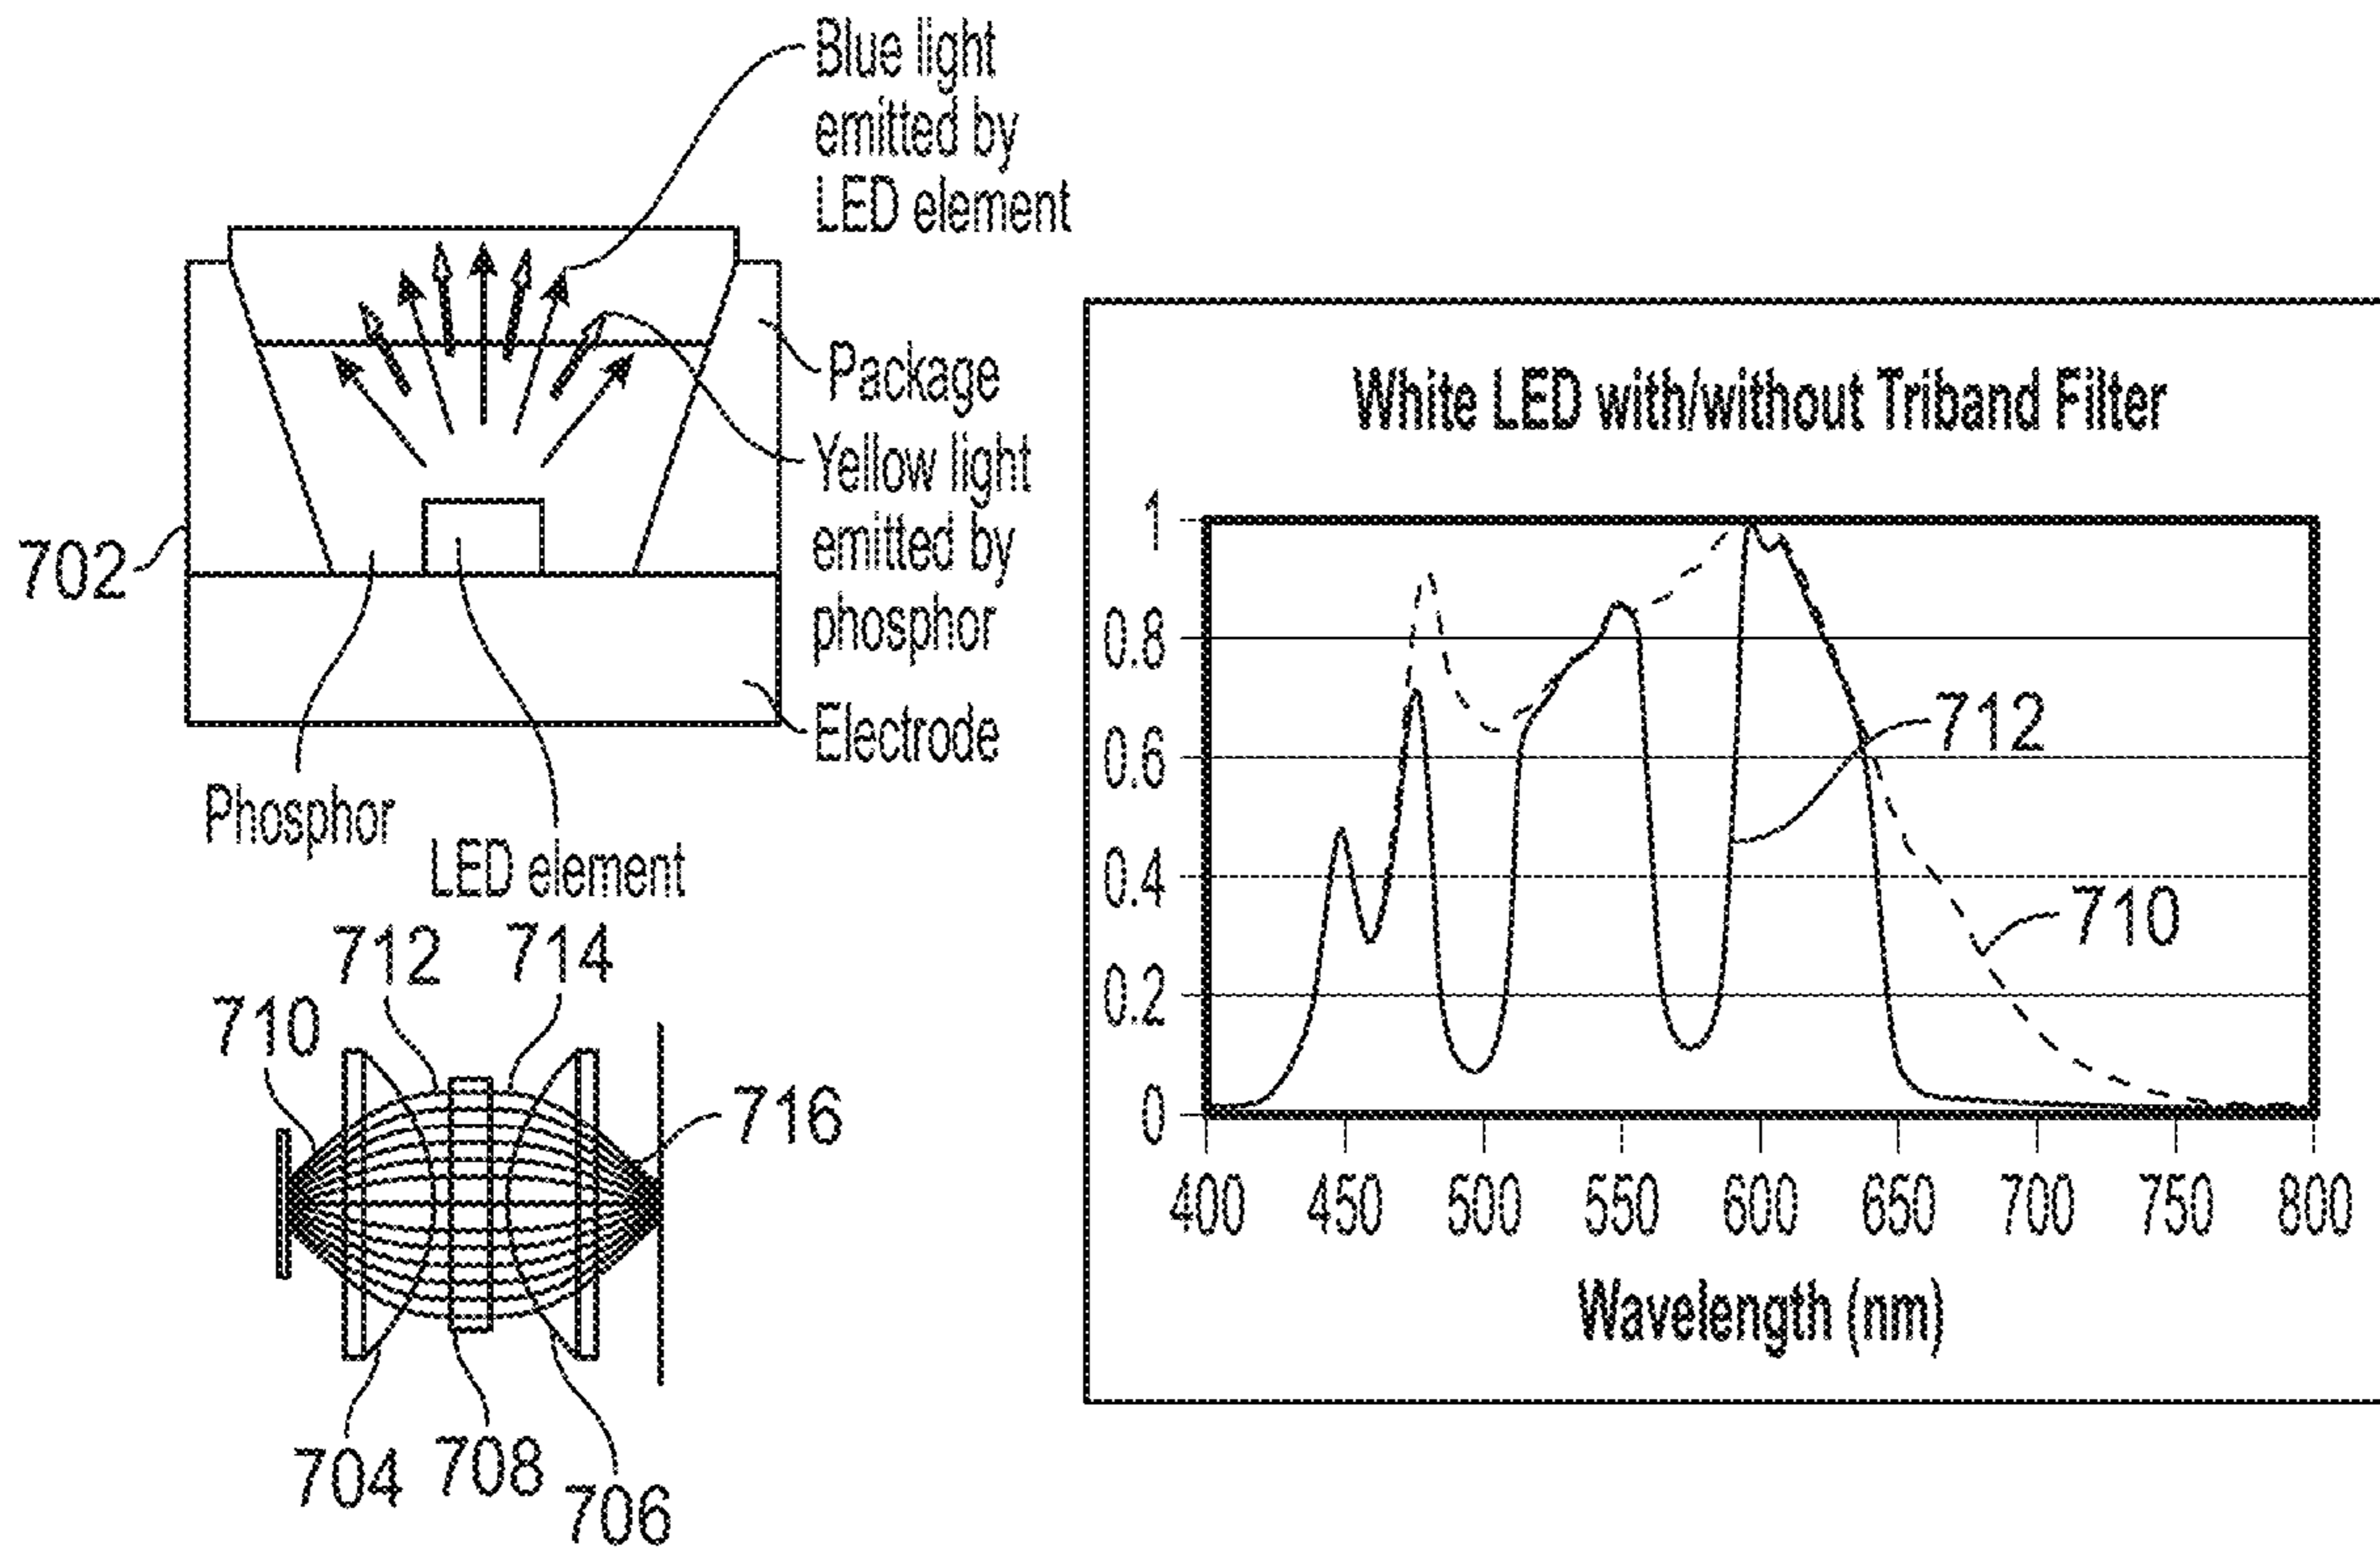 Blue light
emitted by
LED element
Package
Yellow light
emitted by
phosphor
Electrode
702
Phosphor
LED element
712
714
710
716
704
708
706
White LED with/without Triband Filter
1
0.8
0.6
0.4
0.2
0
712
710
400 450 500 550 600 650 700 750 800
Wavelength (nm)